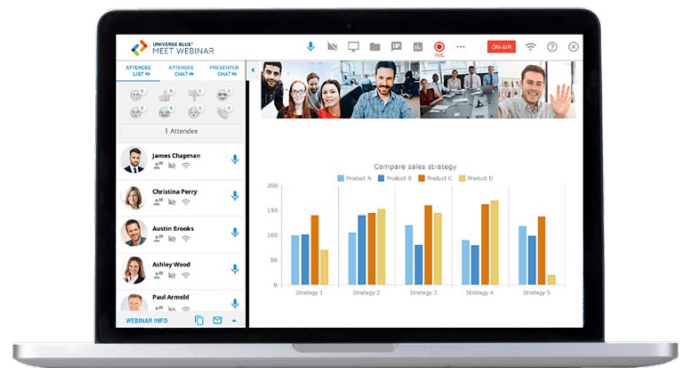 UNIVERGE BLUE®
MEET WEBINAR
REC
ON-AIR
ATTENDEE
LIST
ATTENDEE
CHAT
PRESENTER
CHAT
1 Attendee
James Chapman
Christina Perry
Austin Brooks
Ashley Wood
Paul Armold
WEBINAR INFO
Compare sales strategy
Product A Product B Product C Product D
200
150
100
50
0
Strategy 1 Strategy 2 Strategy 3 Strategy 4 Strategy 5